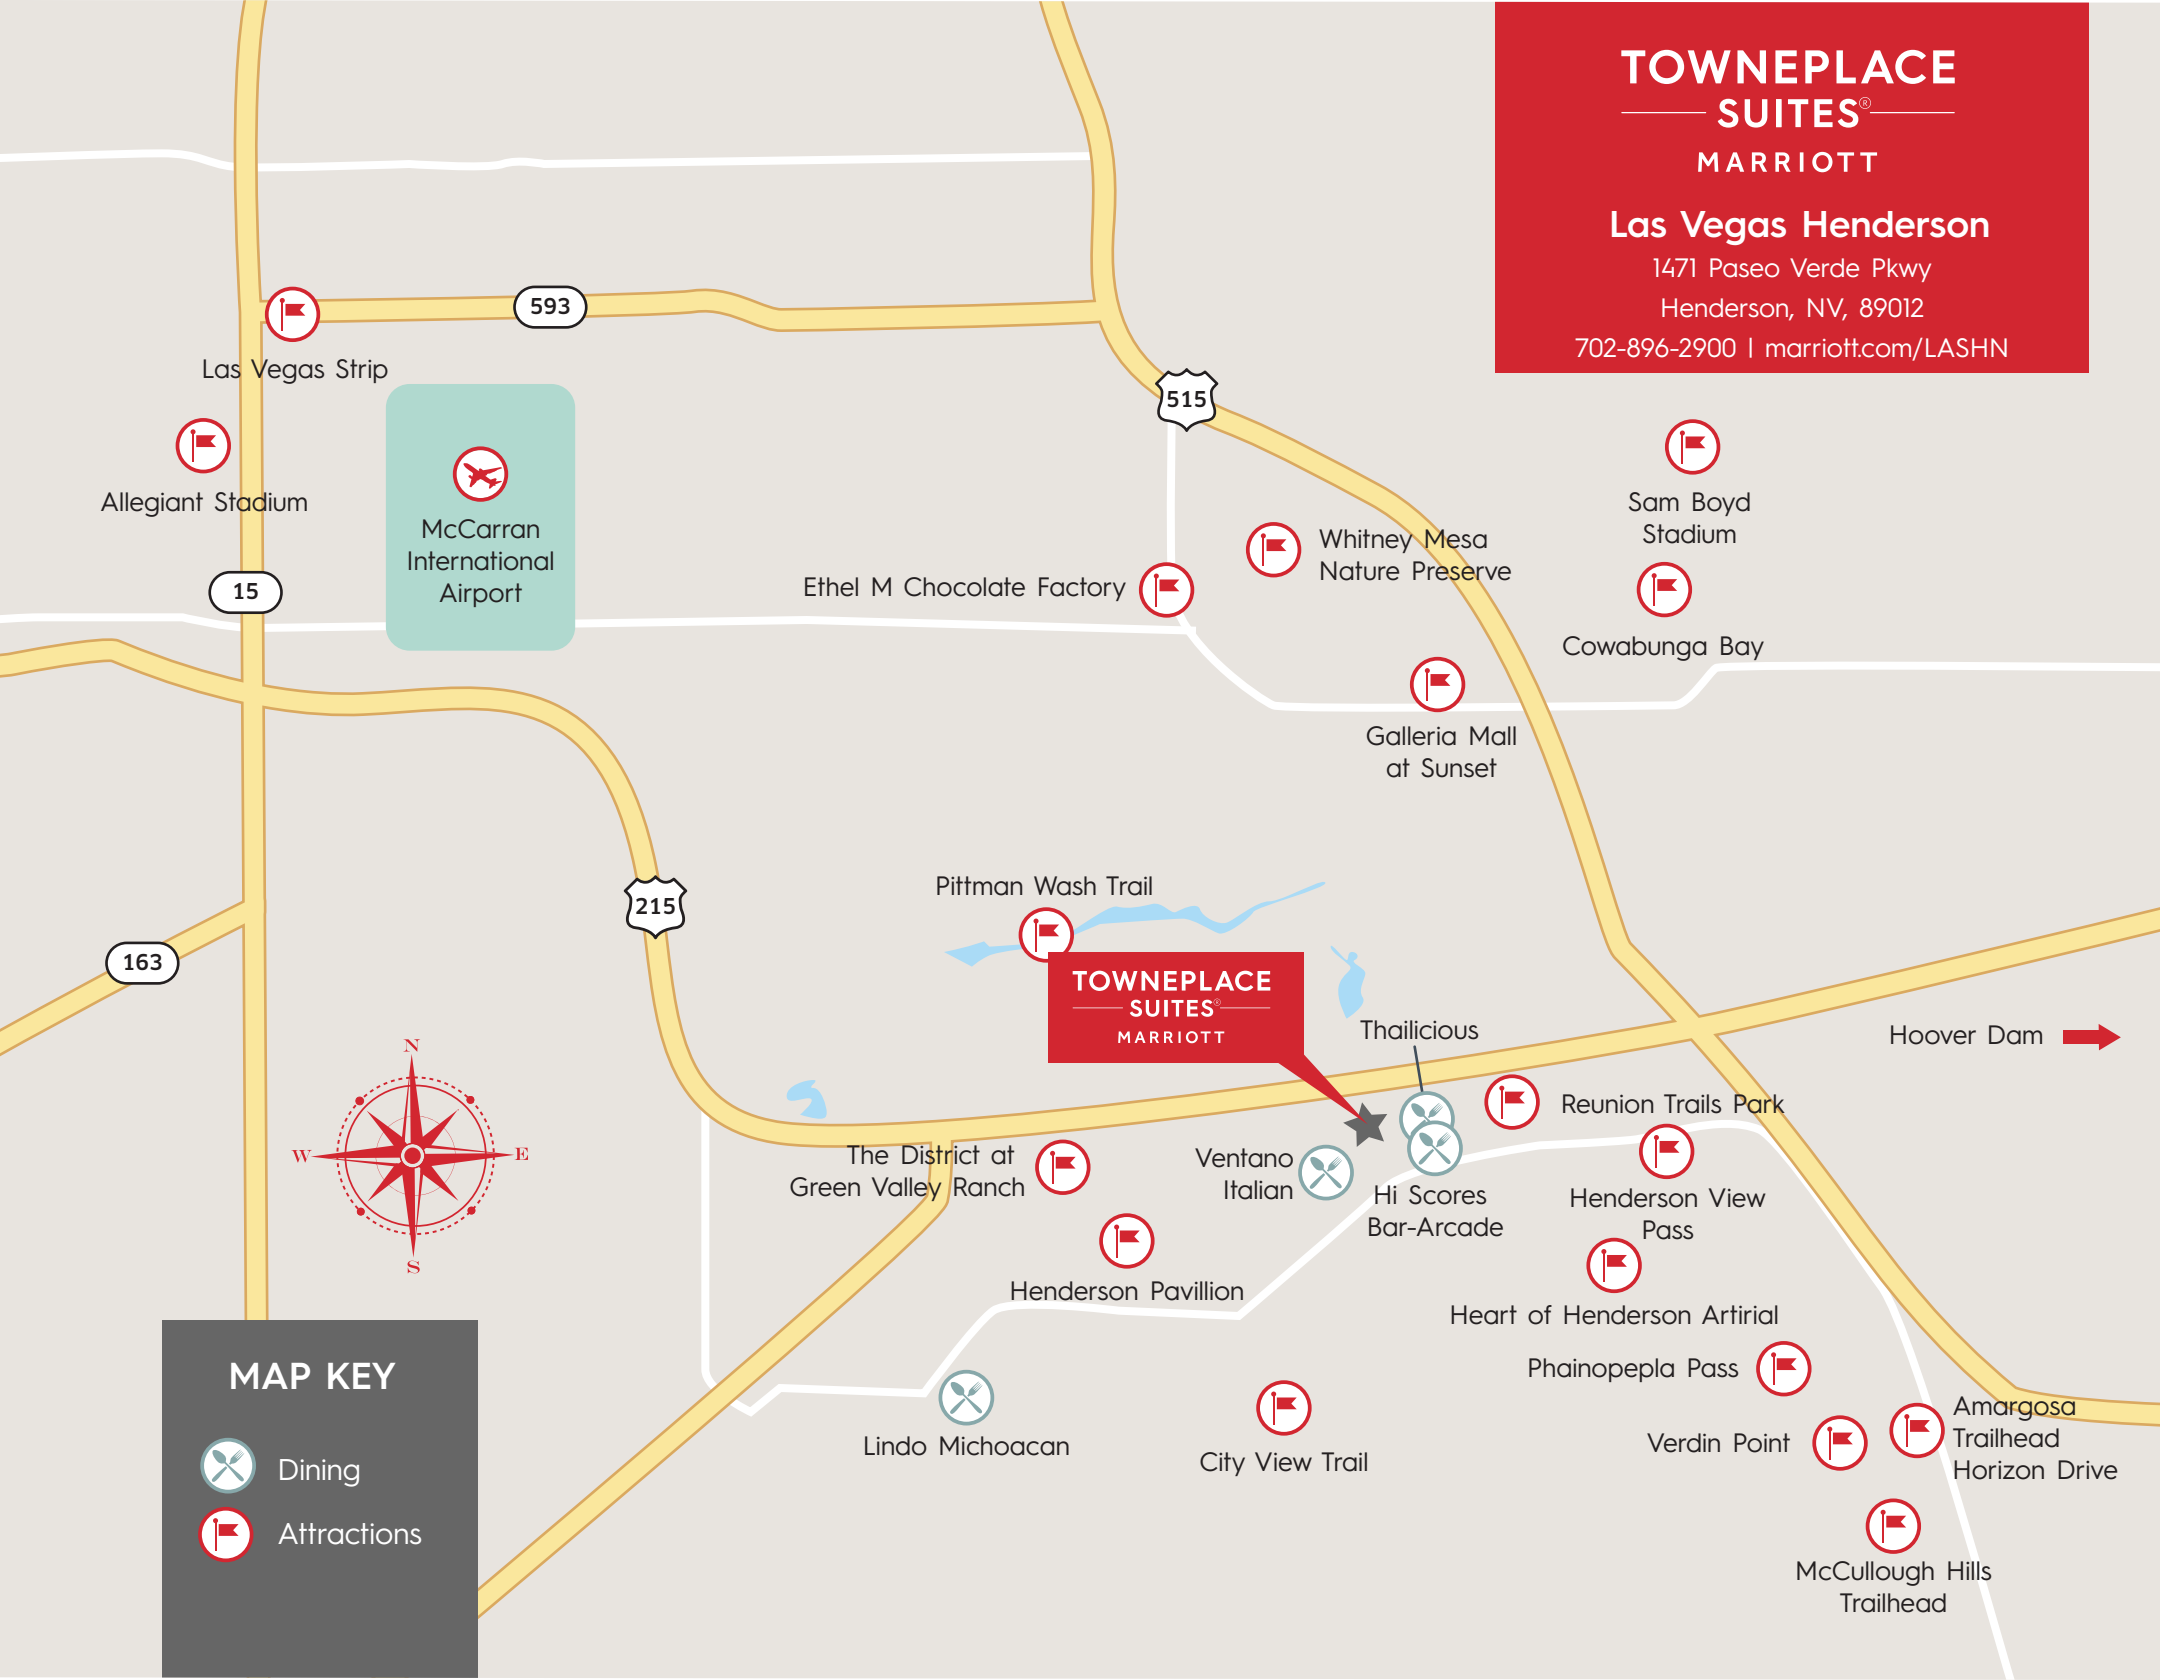 TOWNEPLACE
SUITES®
MARRIOTT
Las Vegas Henderson
1471 Paseo Verde Pkwy
Henderson, NV, 89012
702-896-2900 | marriott.com/LASHN
593
Las Vegas Strip
515
Allegiant Stadium
McCarran
International
Airport
15
Sam Boyd
Stadium
Whitney Mesa
Nature Preserve
Ethel M Chocolate Factory
Cowabunga Bay
Galleria Mall
at Sunset
215
163
Pittman Wash Trail
TOWNEPLACE
SUITES®
MARRIOTT
Thailicious
Hoover Dam
N
W
E
S
Reunion Trails Park
The District at
Green Valley Ranch
Ventano
Italian
Hi Scores
Bar-Arcade
Henderson View
Pass
Henderson Pavillion
Heart of Henderson Artirial
Phainopepla Pass
Lindo Michoacan
City View Trail
Verdin Point
Amargosa
Trailhead
Horizon Drive
McCullough Hills
Trailhead
MAP KEY
Dining
Attractions